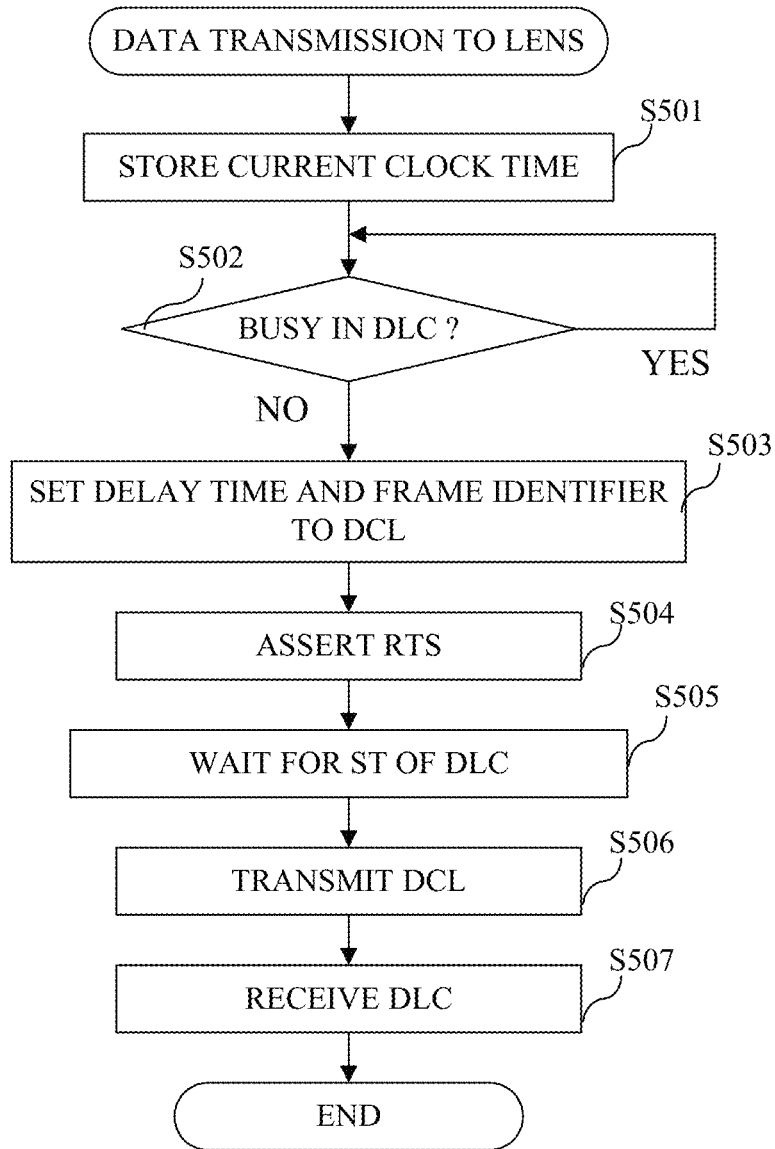 DATA TRANSMISSION TO LENS
S501
STORE CURRENT CLOCK TIME
S502
BUSY IN DLC ?
YES
NO
S503
SET DELAY TIME AND FRAME IDENTIFIER
TO DCL
S504
ASSERT RTS
S505
WAIT FOR ST OF DLC
S506
TRANSMIT DCL
S507
RECEIVE DLC
END